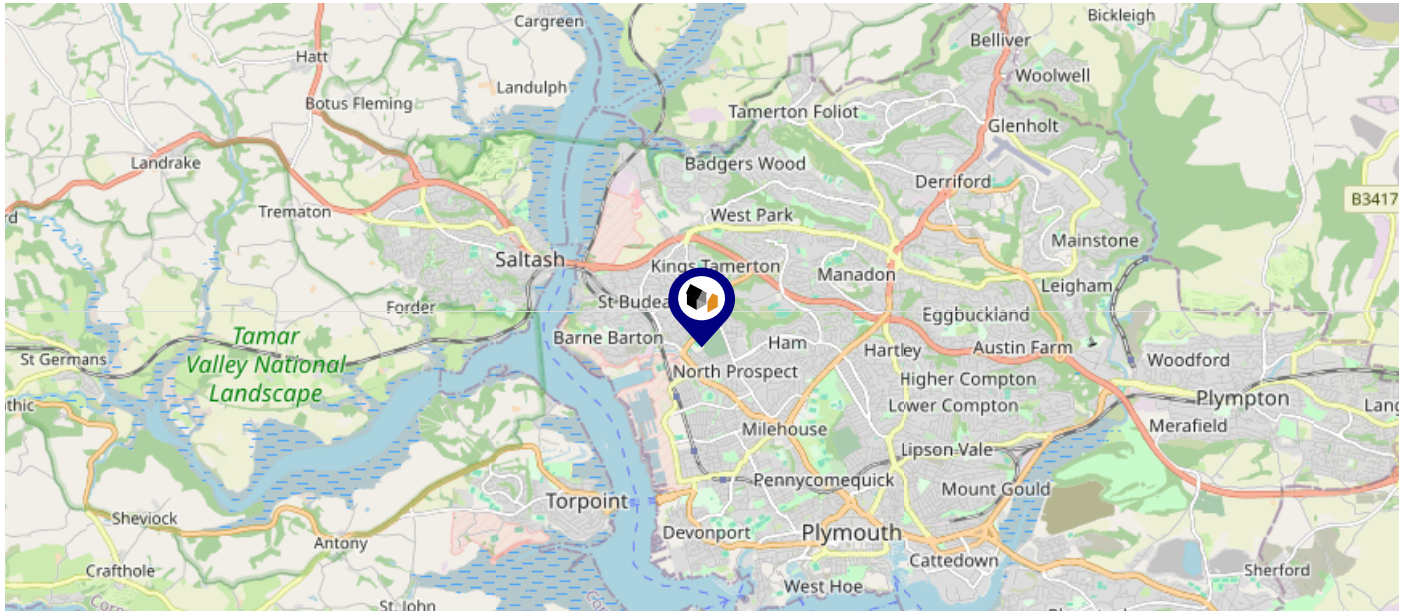 Cargreen
Bickleigh
Belliver
Hatt
Woolwell
Landulph
Botus Fleming
Tamerton Foliot
Glenholt
Landrake
Badgers Wood
Derriford
B3417
Trematon
West Park
Mainstone
Saltash
Kings Tamerton
Manadon
Leigham
St Budea
Forder
Eggbuckland
Tamar
Valley National
Landscape
Barne Barton
Ham
Hartley
Austin Farm
St Germans
Woodford
North Prospect
Higher Compton
Plympton
Lower Compton
Merafield
Milehouse
Lipson Vale
Pennycomequick
Mount Gould
Torpoint
Sheviock
Devonport
Plymouth
Antony
Cattedown
Crafthole
West Hoe
Sherford
St. John